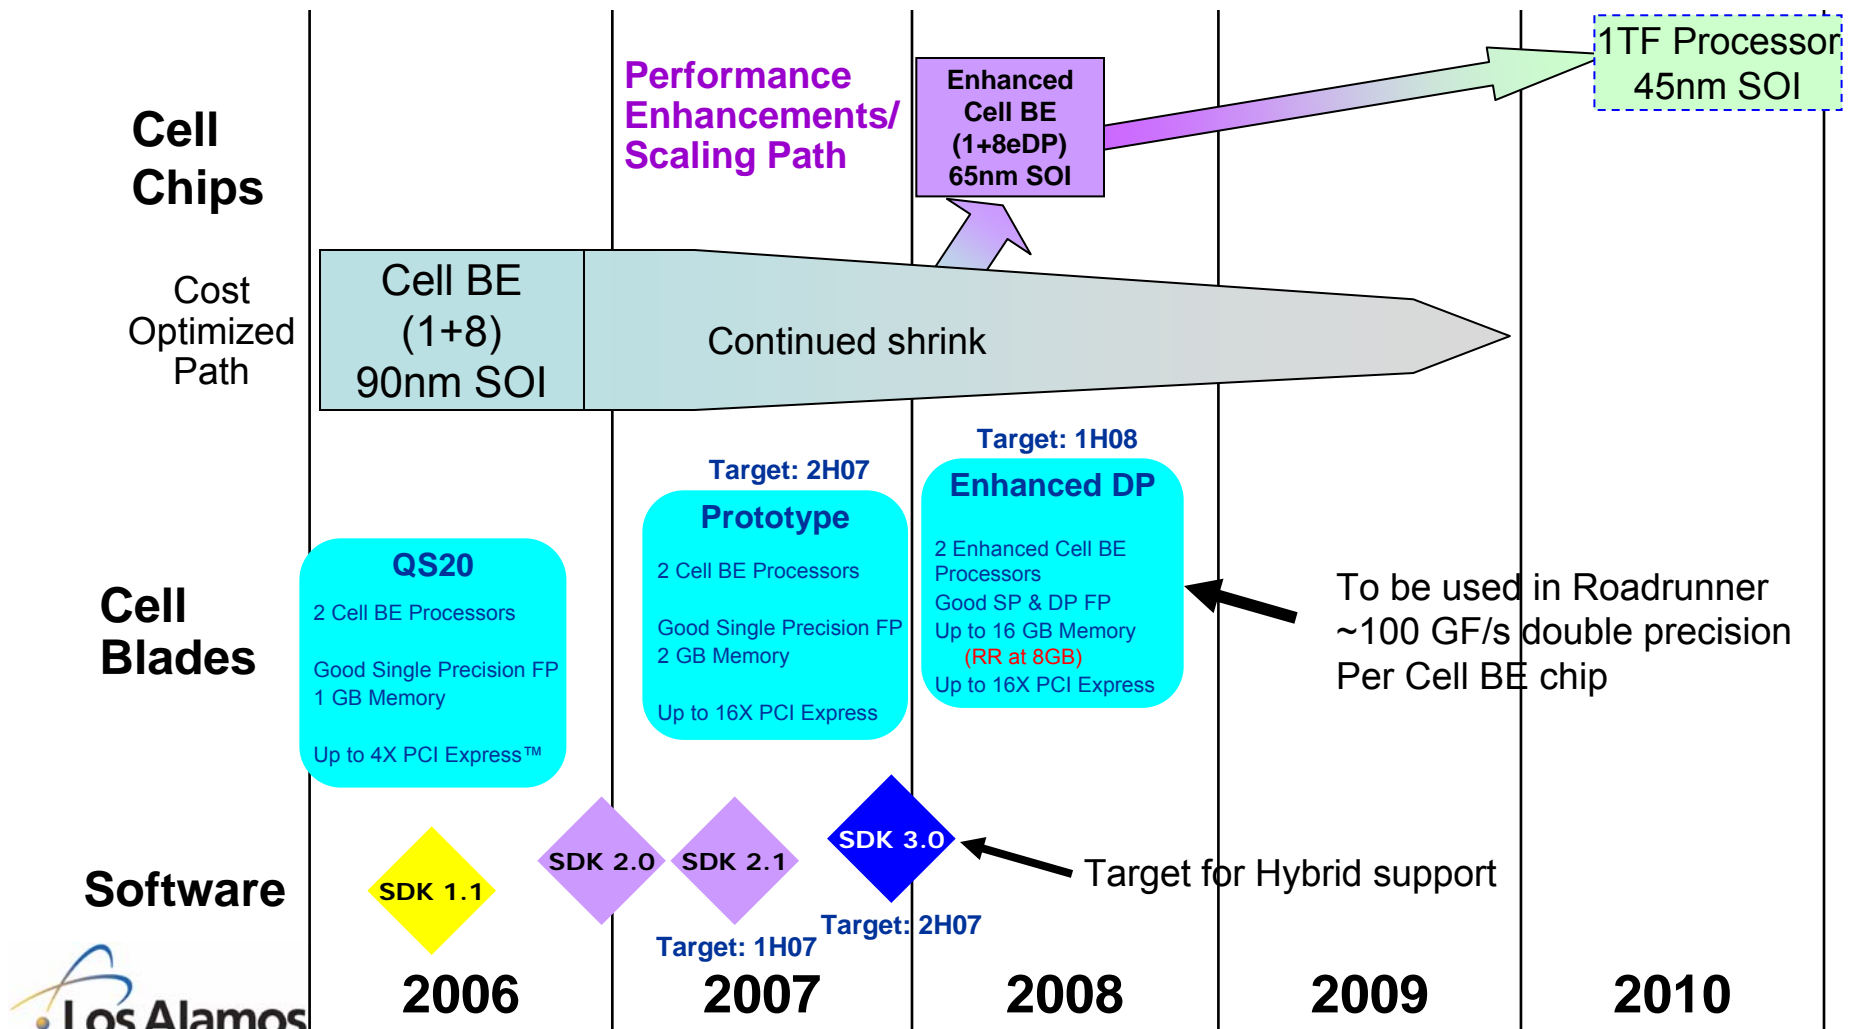 Cell
Chips
Performance
Enhancements/
Scaling Path
Enhanced
Cell BE
(1+8eDP)
65nm SOI
1TF Processor
45nm SOI
Cost
Optimized
Path
Cell BE
(1+8)
90nm SOI
Continued shrink
Cell
Blades
QS20
2 Cell BE Processors
Good Single Precision FP
1 GB Memory
Up to 4X PCI Express™
Target: 2H07
Prototype
2 Cell BE Processors
Good Single Precision FP
2 GB Memory
Up to 16X PCI Express
Target: 1H08
Enhanced DP
2 Enhanced Cell BE
Processors
Good SP & DP FP
Up to 16 GB Memory
(RR at 8GB)
Up to 16X PCI Express
To be used in Roadrunner
~100 GF/s double precision
Per Cell BE chip
Software
SDK 1.1
SDK 2.0
SDK 2.1
Target: 1H07
SDK 3.0
Target: 2H07
Target for Hybrid support
Los Alamos
2006
2007
2008
2009
2010